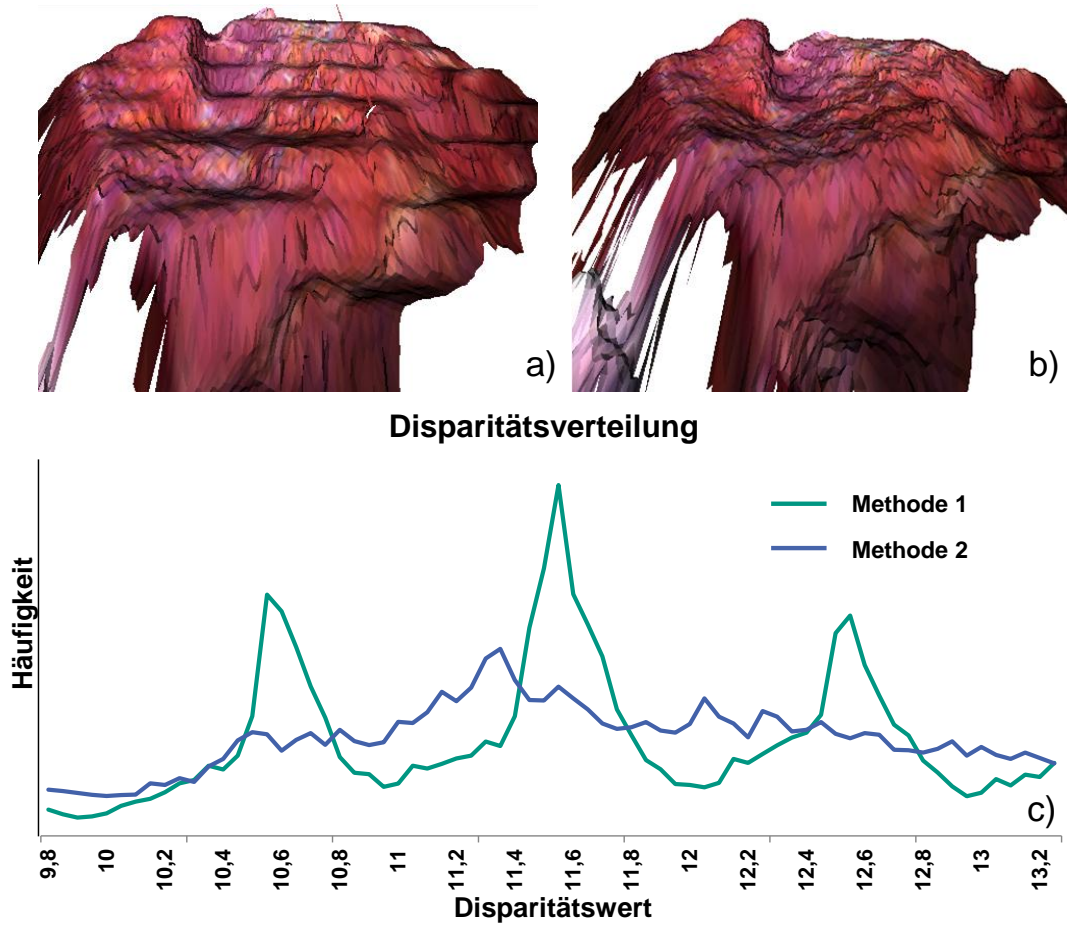 a)
b)
Disparitätsverteilung
Methode 1
Methode 2
Häufigkeit
c)
9,8 10 10,2 10,4 10,6 10,8 11 11,2 11,4 11,6 11,8 12 12,2 12,4 12,6 12,8 13 13,2
Disparitätswert